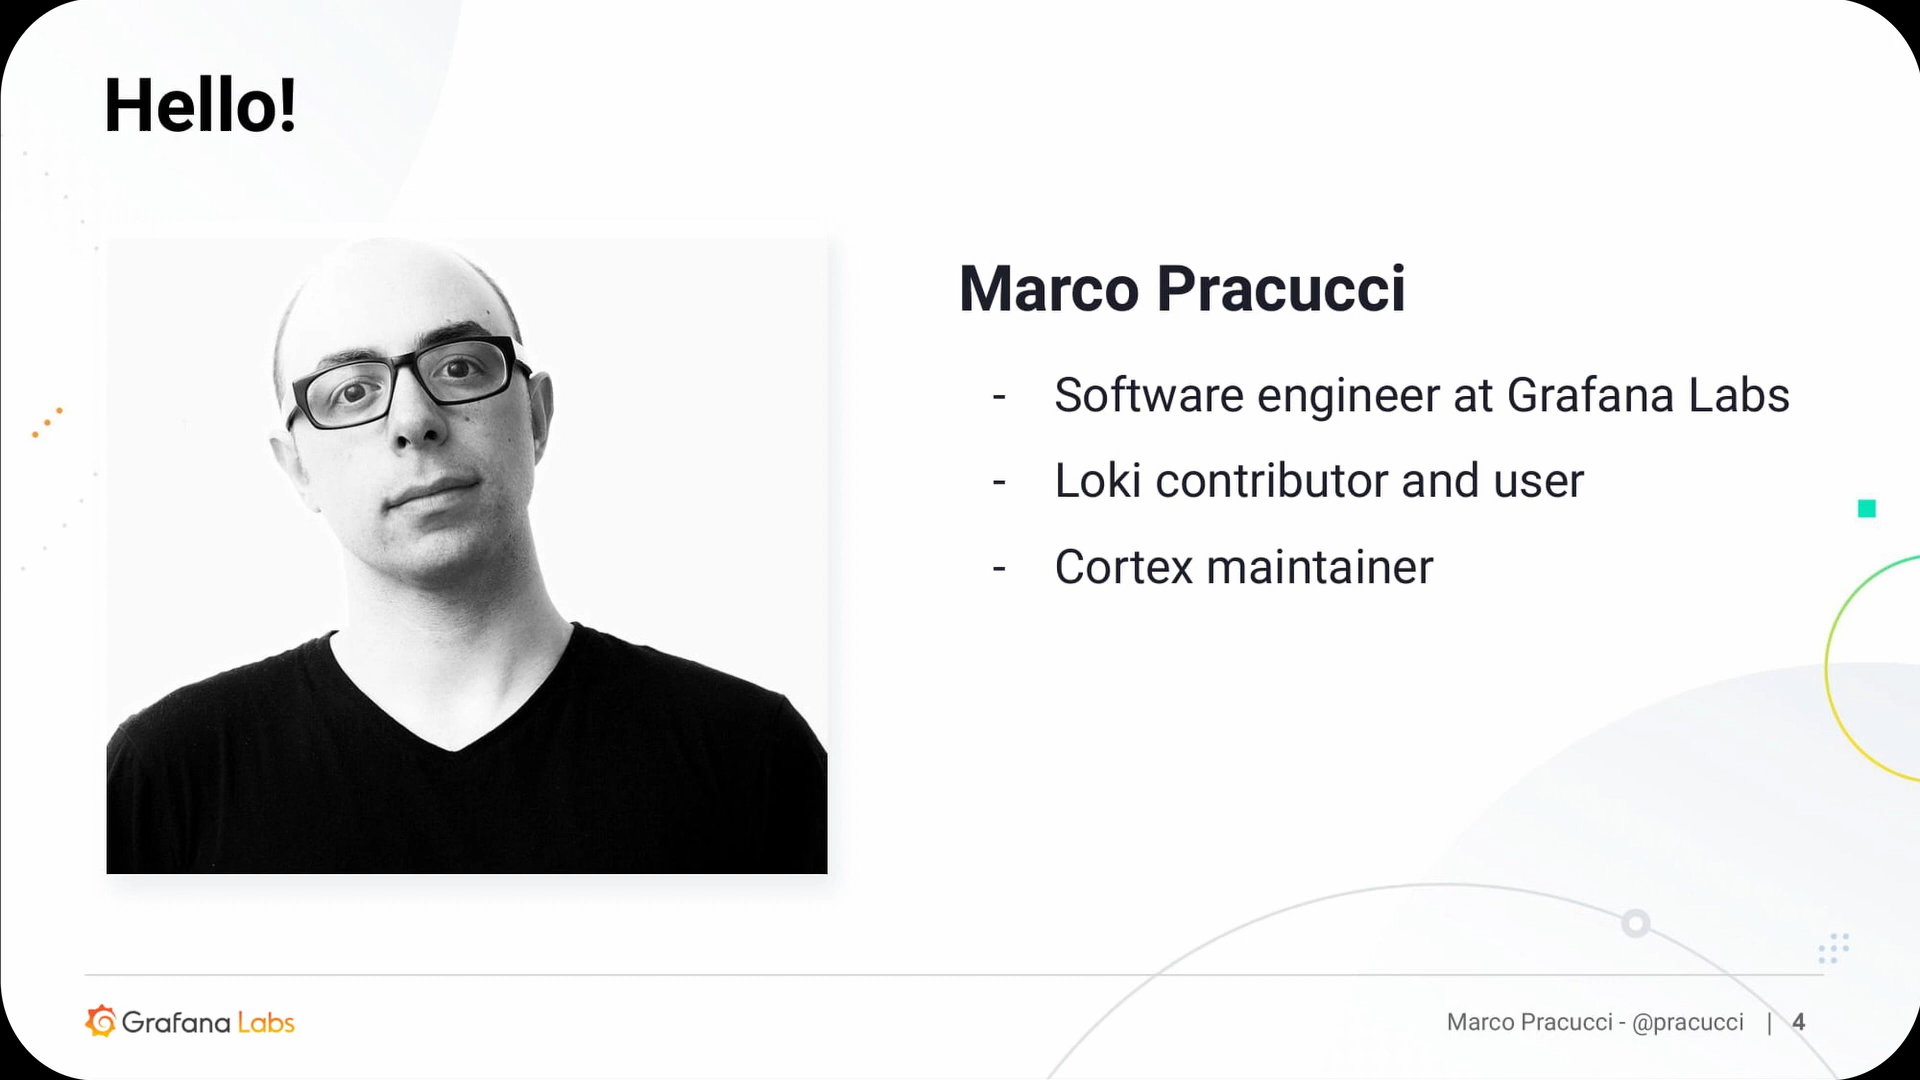 Hello!
Marco Pracucci
- Software engineer at Grafana Labs
- Loki contributor and user
- Cortex maintainer
Grafana Labs
Marco Pracucci - @pracucci | 4